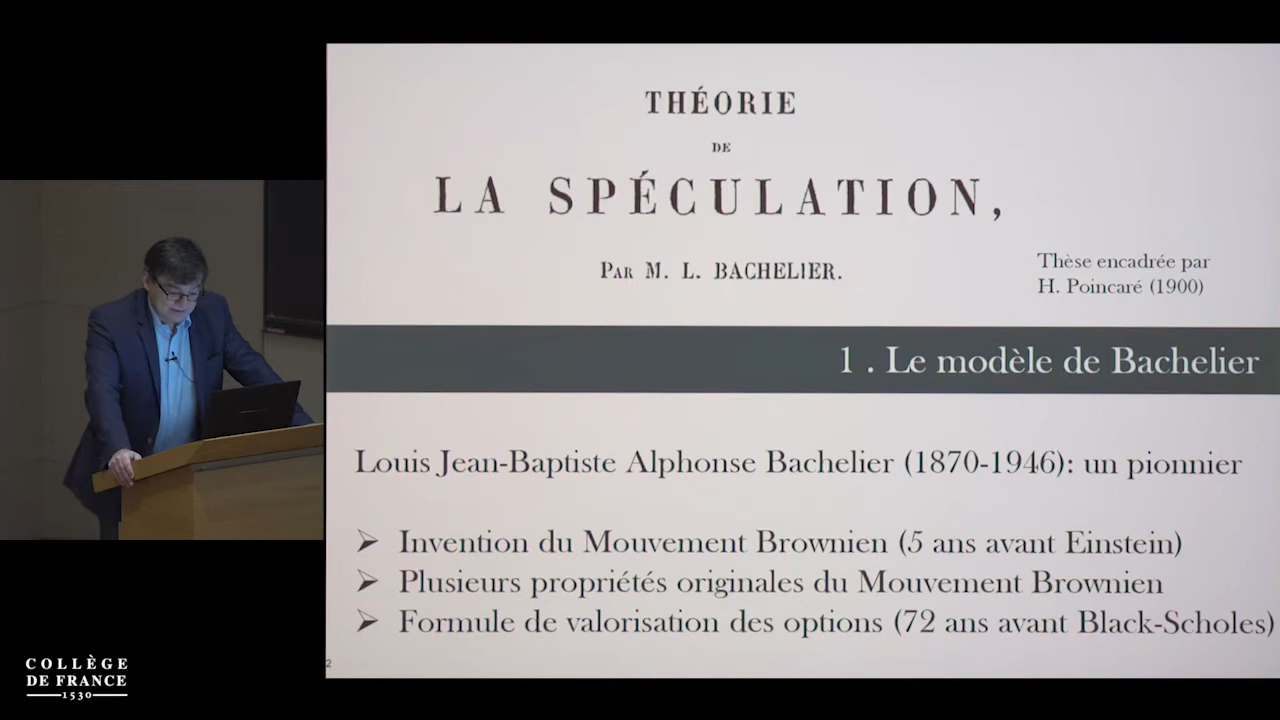 THÉORIE
DE
LA SPÉCULATION,
PAR M. L. BACHELIER.
Thèse encadrée par
H. Poincaré (1900)
1 . Le modèle de Bachelier
Louis Jean-Baptiste Alphonse Bachelier (1870-1946): un pionnier
➢ Invention du Mouvement Brownien (5 ans avant Einstein)
➢ Plusieurs propriétés originales du Mouvement Brownien
➢ Formule de valorisation des options (72 ans avant Black-Scholes)
2
COLLÈGE
DE FRANCE
1530